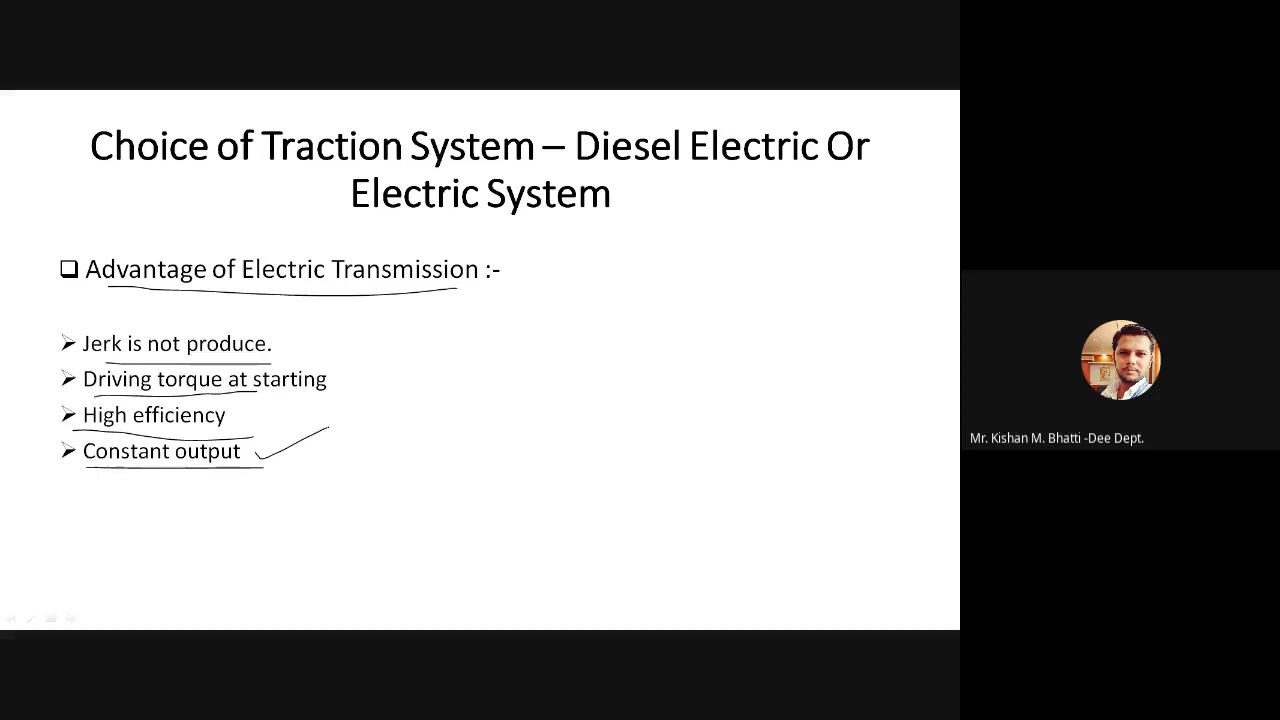 Choice of Traction System – Diesel Electric Or
Electric System
Advantage of Electric Transmission :-
Jerk is not produce.
Driving torque at starting
High efficiency
Constant output
Mr. Kishan M. Bhatti -Dee Dept.